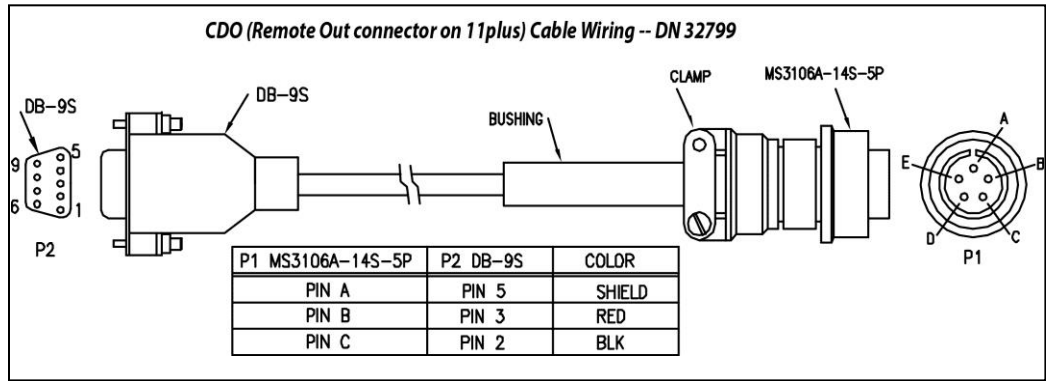 CDO (Remote Out connector on 11plus) Cable Wiring -- DN 32799
DB-9S
DB-9S
BUSHING
CLAMP
MS3106A-14S-5P
9
5
6
1
P2
A
E
B
D
C
P1
P1 MS3106A-14S-5P P2 DB-9S COLOR
PIN A PIN 5 SHIELD
PIN B PIN 3 RED
PIN C PIN 2 BLK